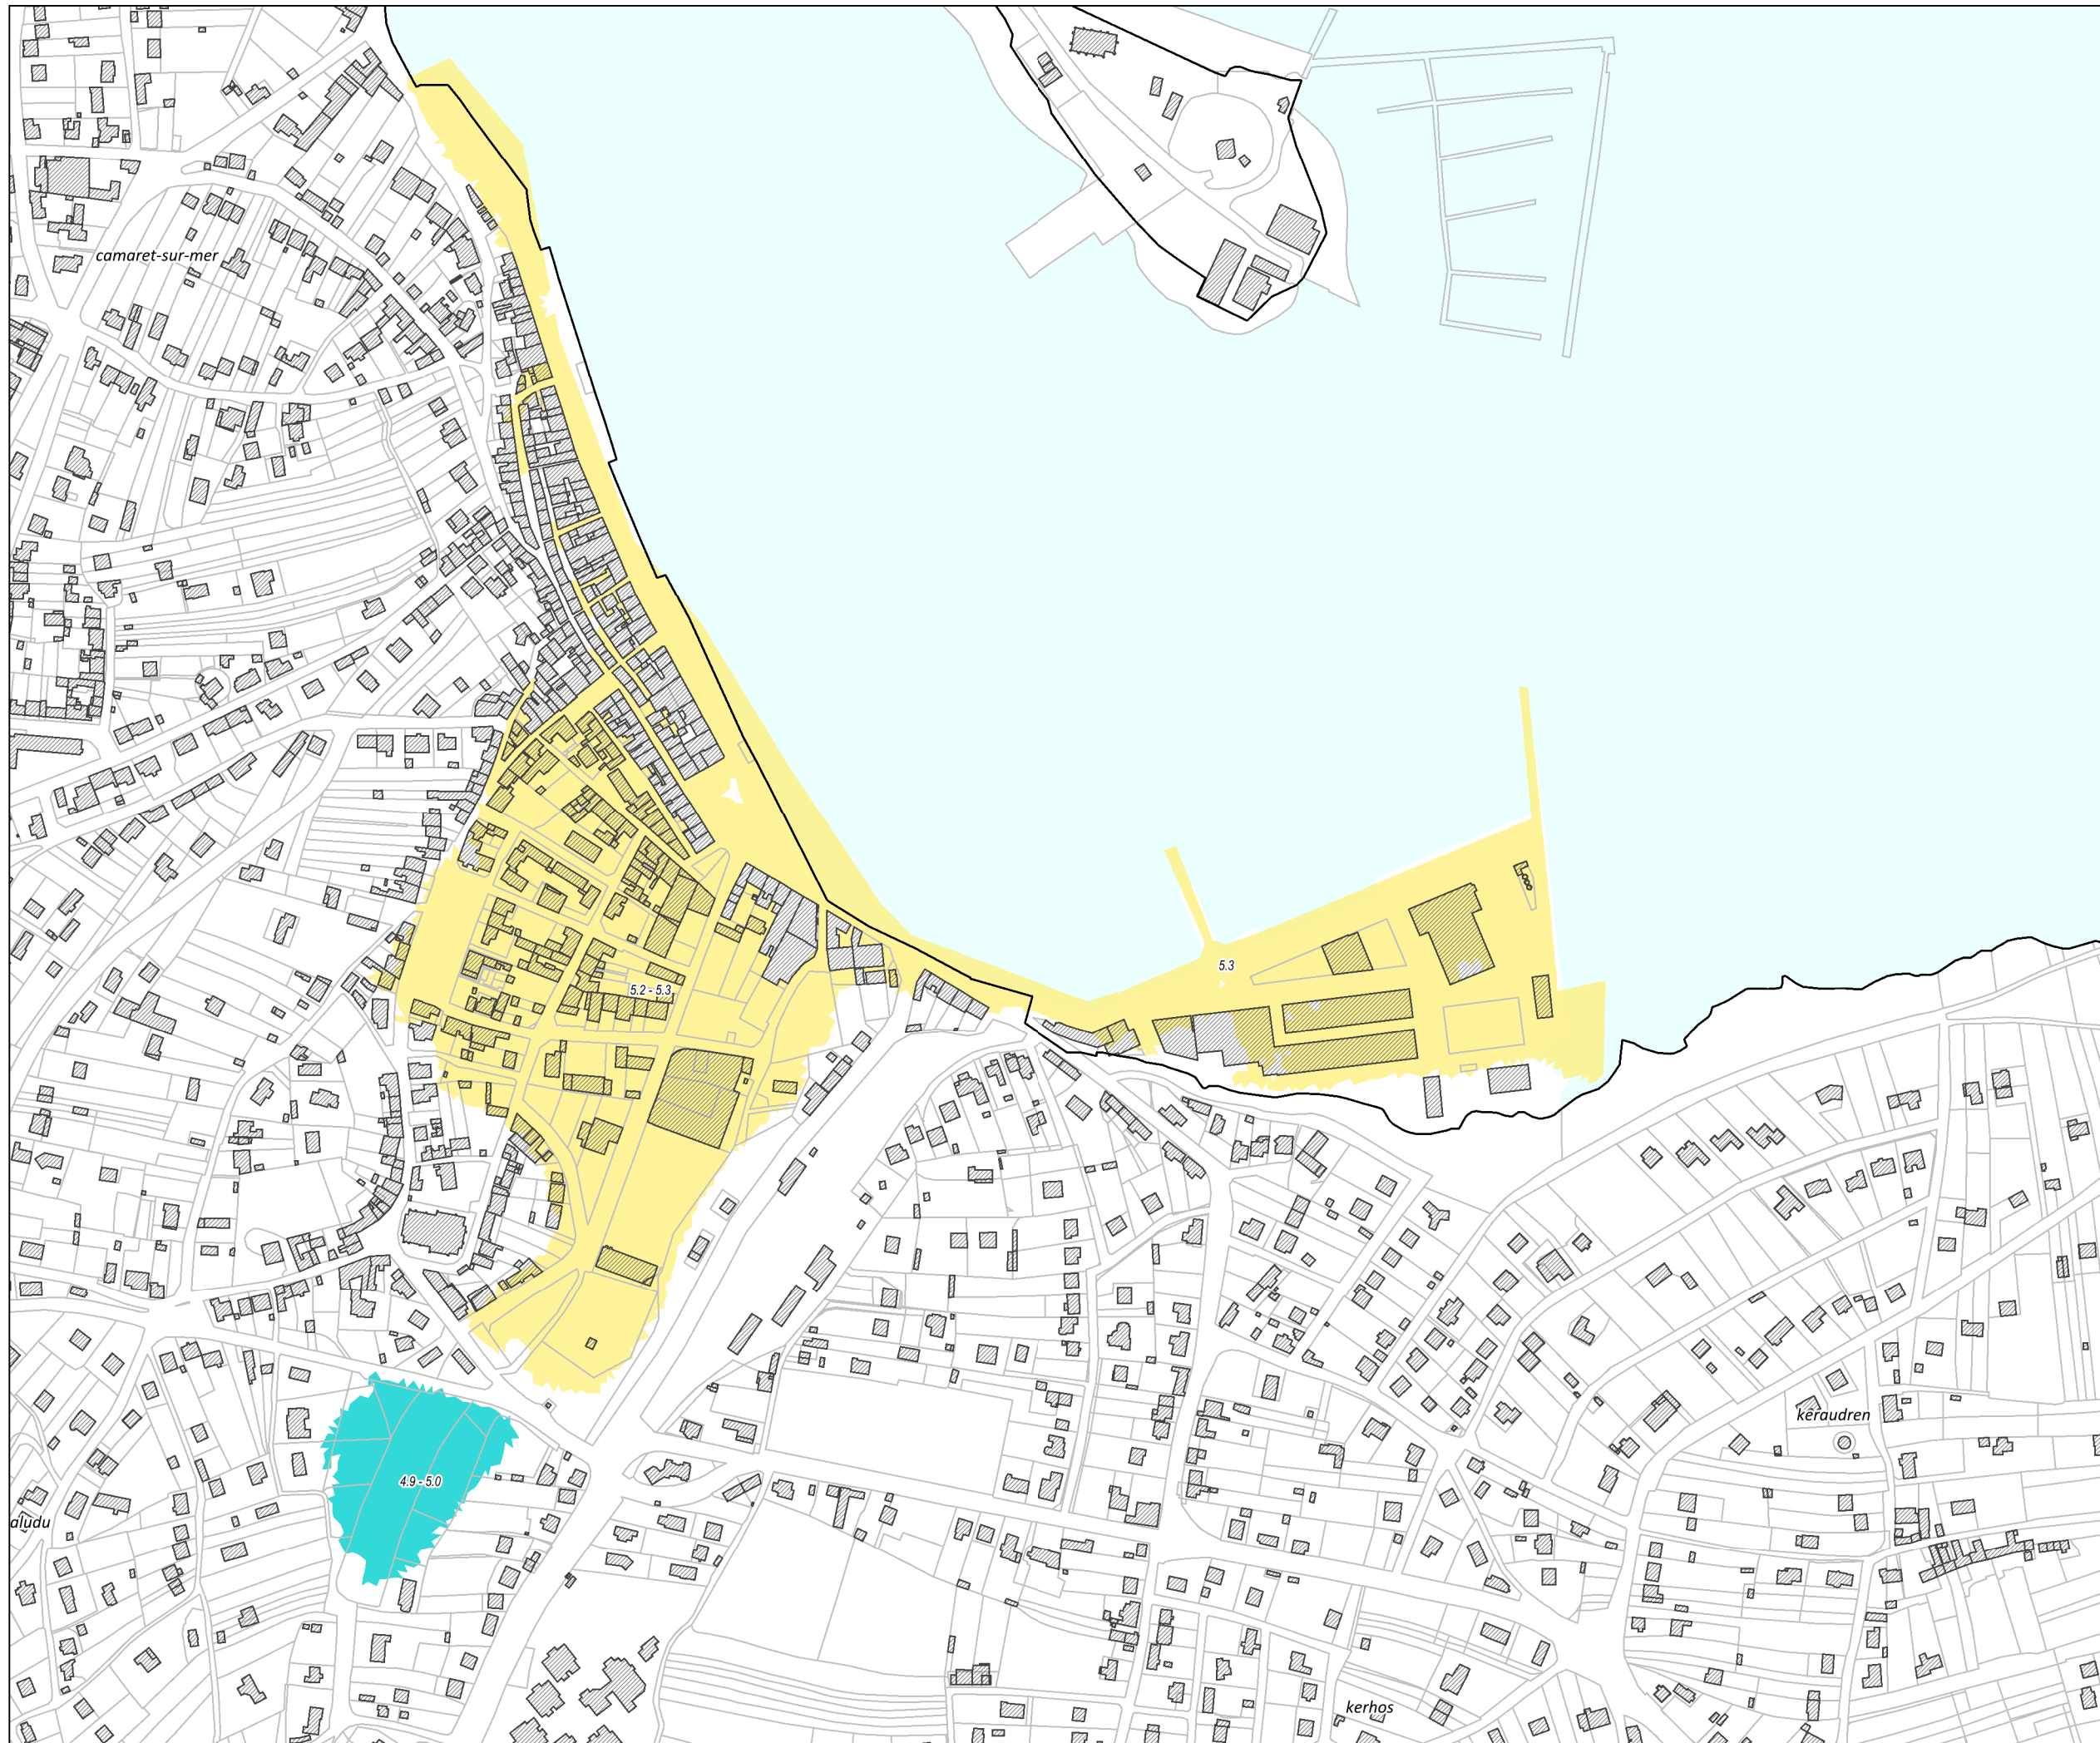 camaret-sur-mer
5.3
5.2 - 5.3
keraudren
4.9 - 5.0
aludu
kerhos